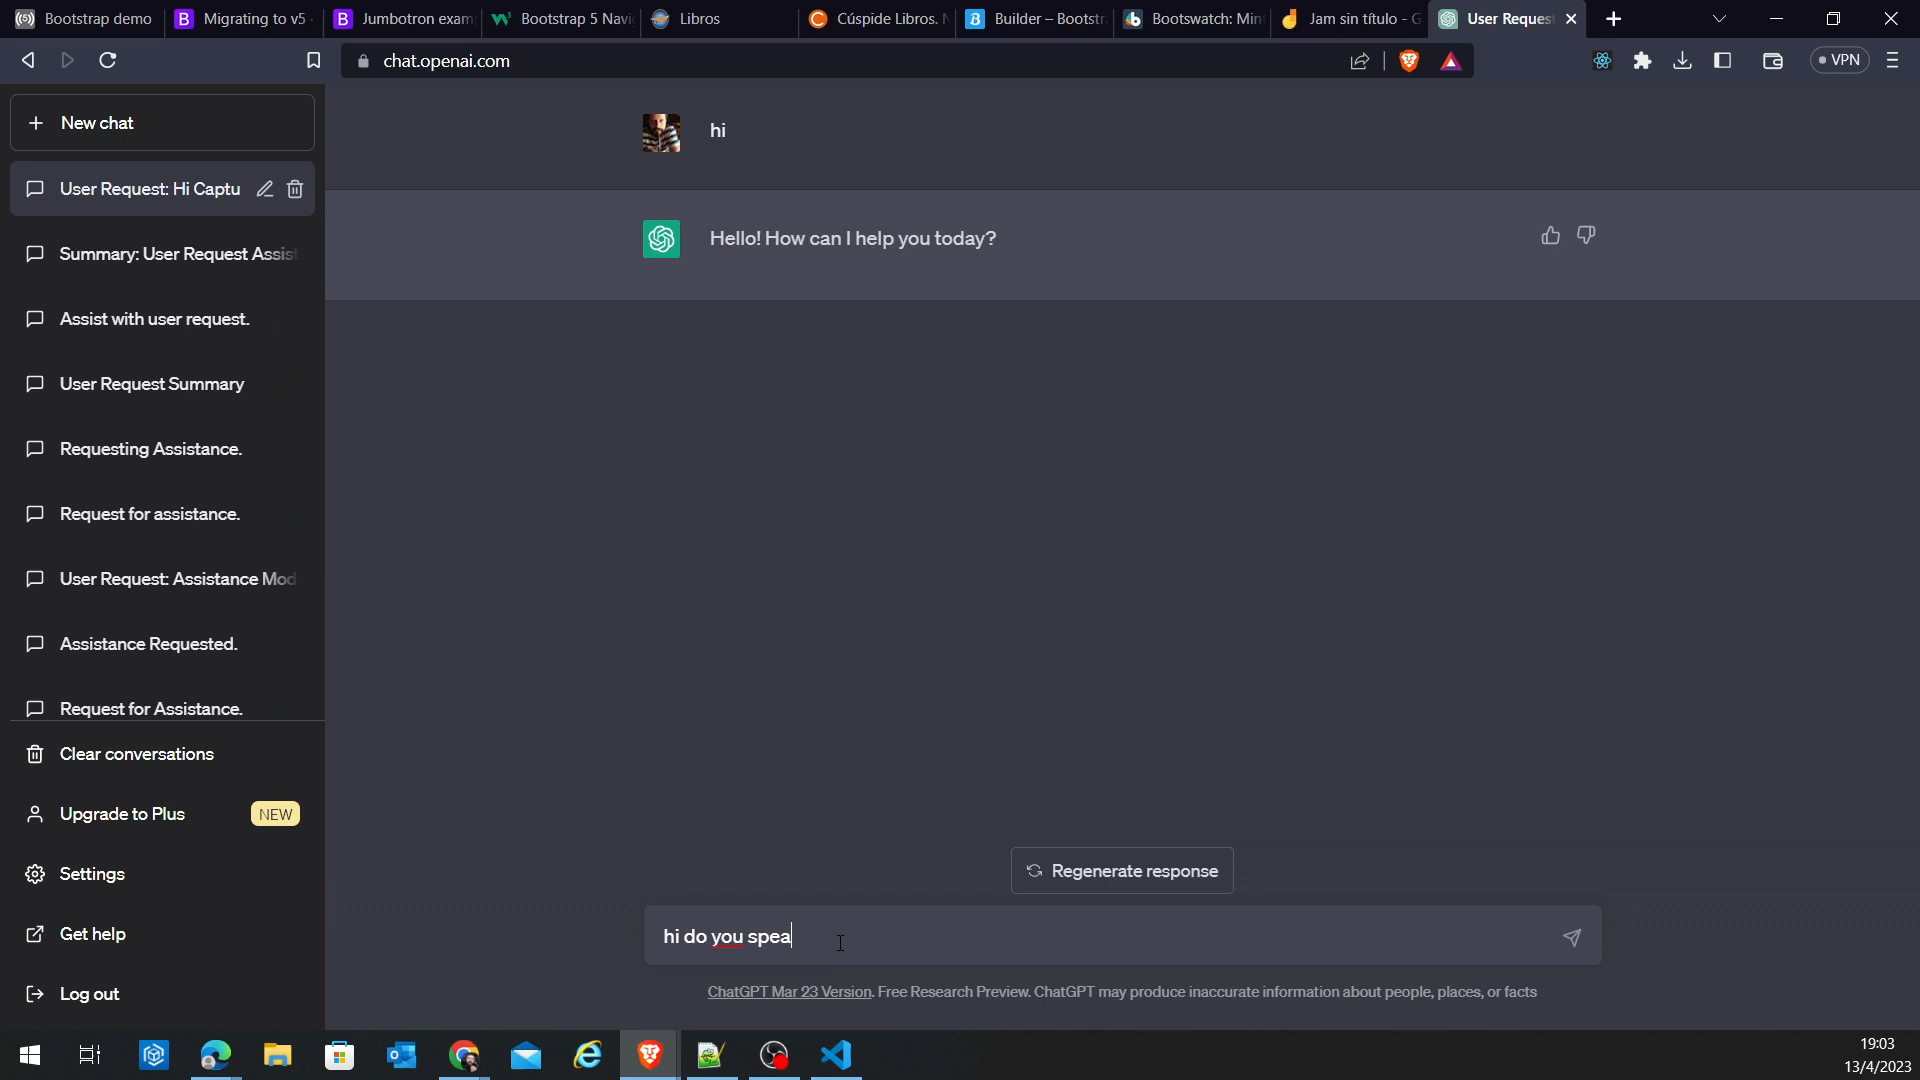 Bootstrap demo
Migrating to v5
Jumbotron exam
Bootstrap 5 Navi
Libros
Cúspide Libros.
Builder – Bootstr
Bootswatch: Min
Jam sin título - G
User Reques
chat.openai.com
VPN
New chat
User Request: Hi Captu
Summary: User Request Assist
Assist with user request.
User Request Summary
Requesting Assistance.
Request for assistance.
User Request: Assistance Mod
Assistance Requested.
Request for Assistance.
Clear conversations
Upgrade to Plus NEW
Settings
Get help
Log out
hi
Hello! How can I help you today?
Regenerate response
hi do you spea
ChatGPT Mar 23 Version. Free Research Preview. ChatGPT may produce inaccurate information about people, places, or facts
19:03
13/4/2023